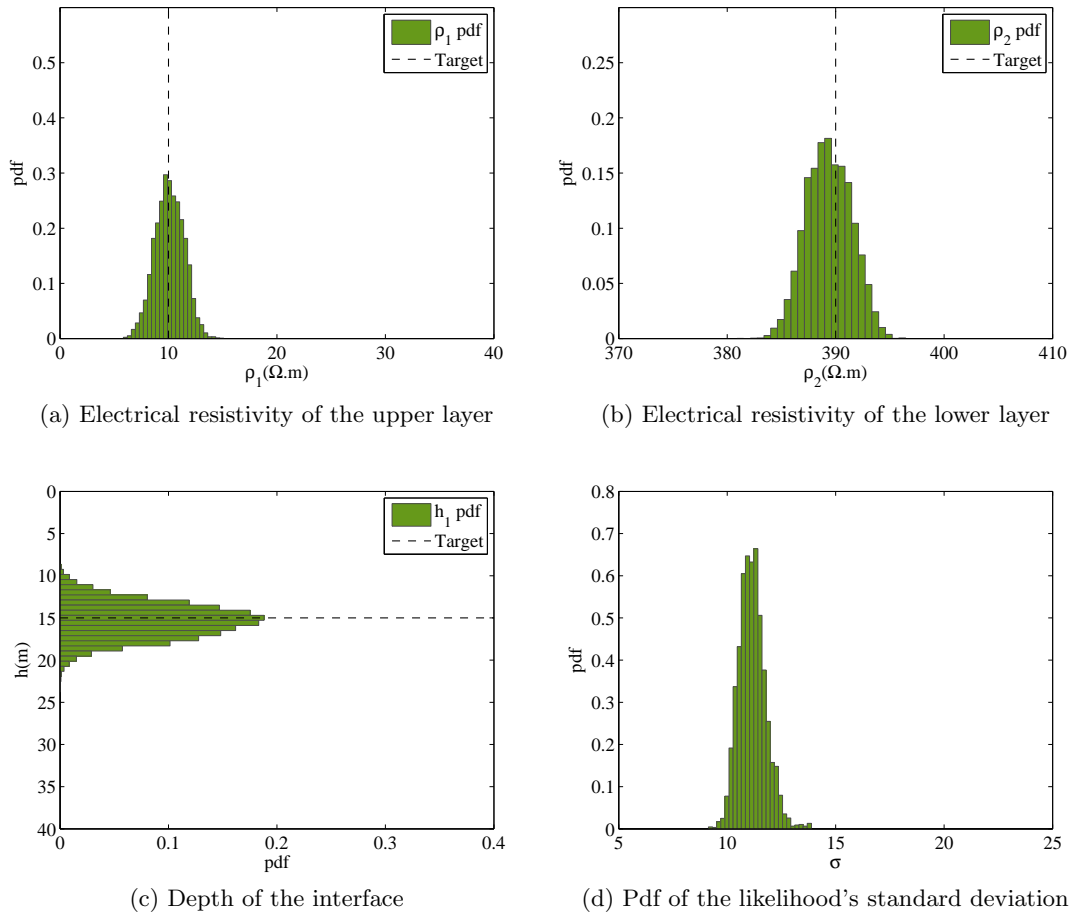 ρ1 pdf
Target
0.5
0.4
0.3
0.2
0.1
0
pdf
0 10 20 30 40
ρ1(Ω.m)
(a) Electrical resistivity of the upper layer
ρ2 pdf
Target
0.25
0.2
0.15
0.1
0.05
0
pdf
370 380 390 400 410
ρ2(Ω.m)
(b) Electrical resistivity of the lower layer
h1 pdf
Target
0
5
10
15
20
25
30
35
40
h(m)
0 0.1 0.2 0.3 0.4
pdf
(c) Depth of the interface
0.8
0.7
0.6
0.5
0.4
0.3
0.2
0.1
0
pdf
5 10 15 20 25
σ
(d) Pdf of the likelihood's standard deviation